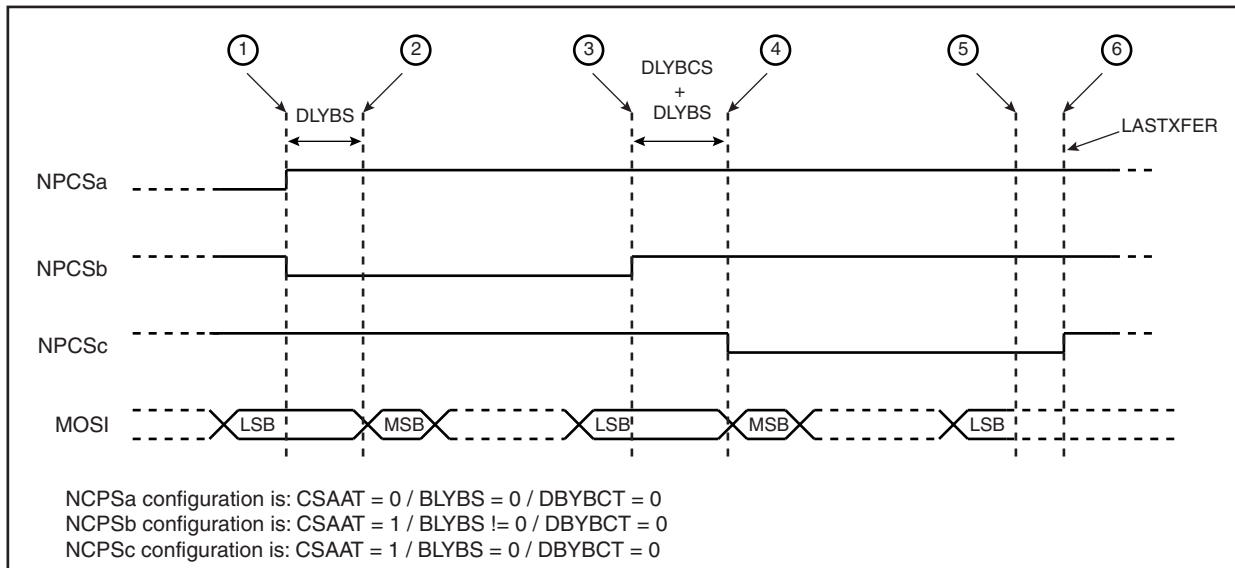 1
2
3
4
5
6
DLYBS
DLYBCS
+
DLYBS
LASTXFER
NPCSa
NPCSb
NPCSc
MOSI
LSB
MSB
LSB
MSB
LSB
NCPSa configuration is: CSAAT = 0 / BLYBS = 0 / DBYBCT = 0
NCPSb configuration is: CSAAT = 1 / BLYBS != 0 / DBYBCT = 0
NCPSc configuration is: CSAAT = 1 / BLYBS = 0 / DBYBCT = 0